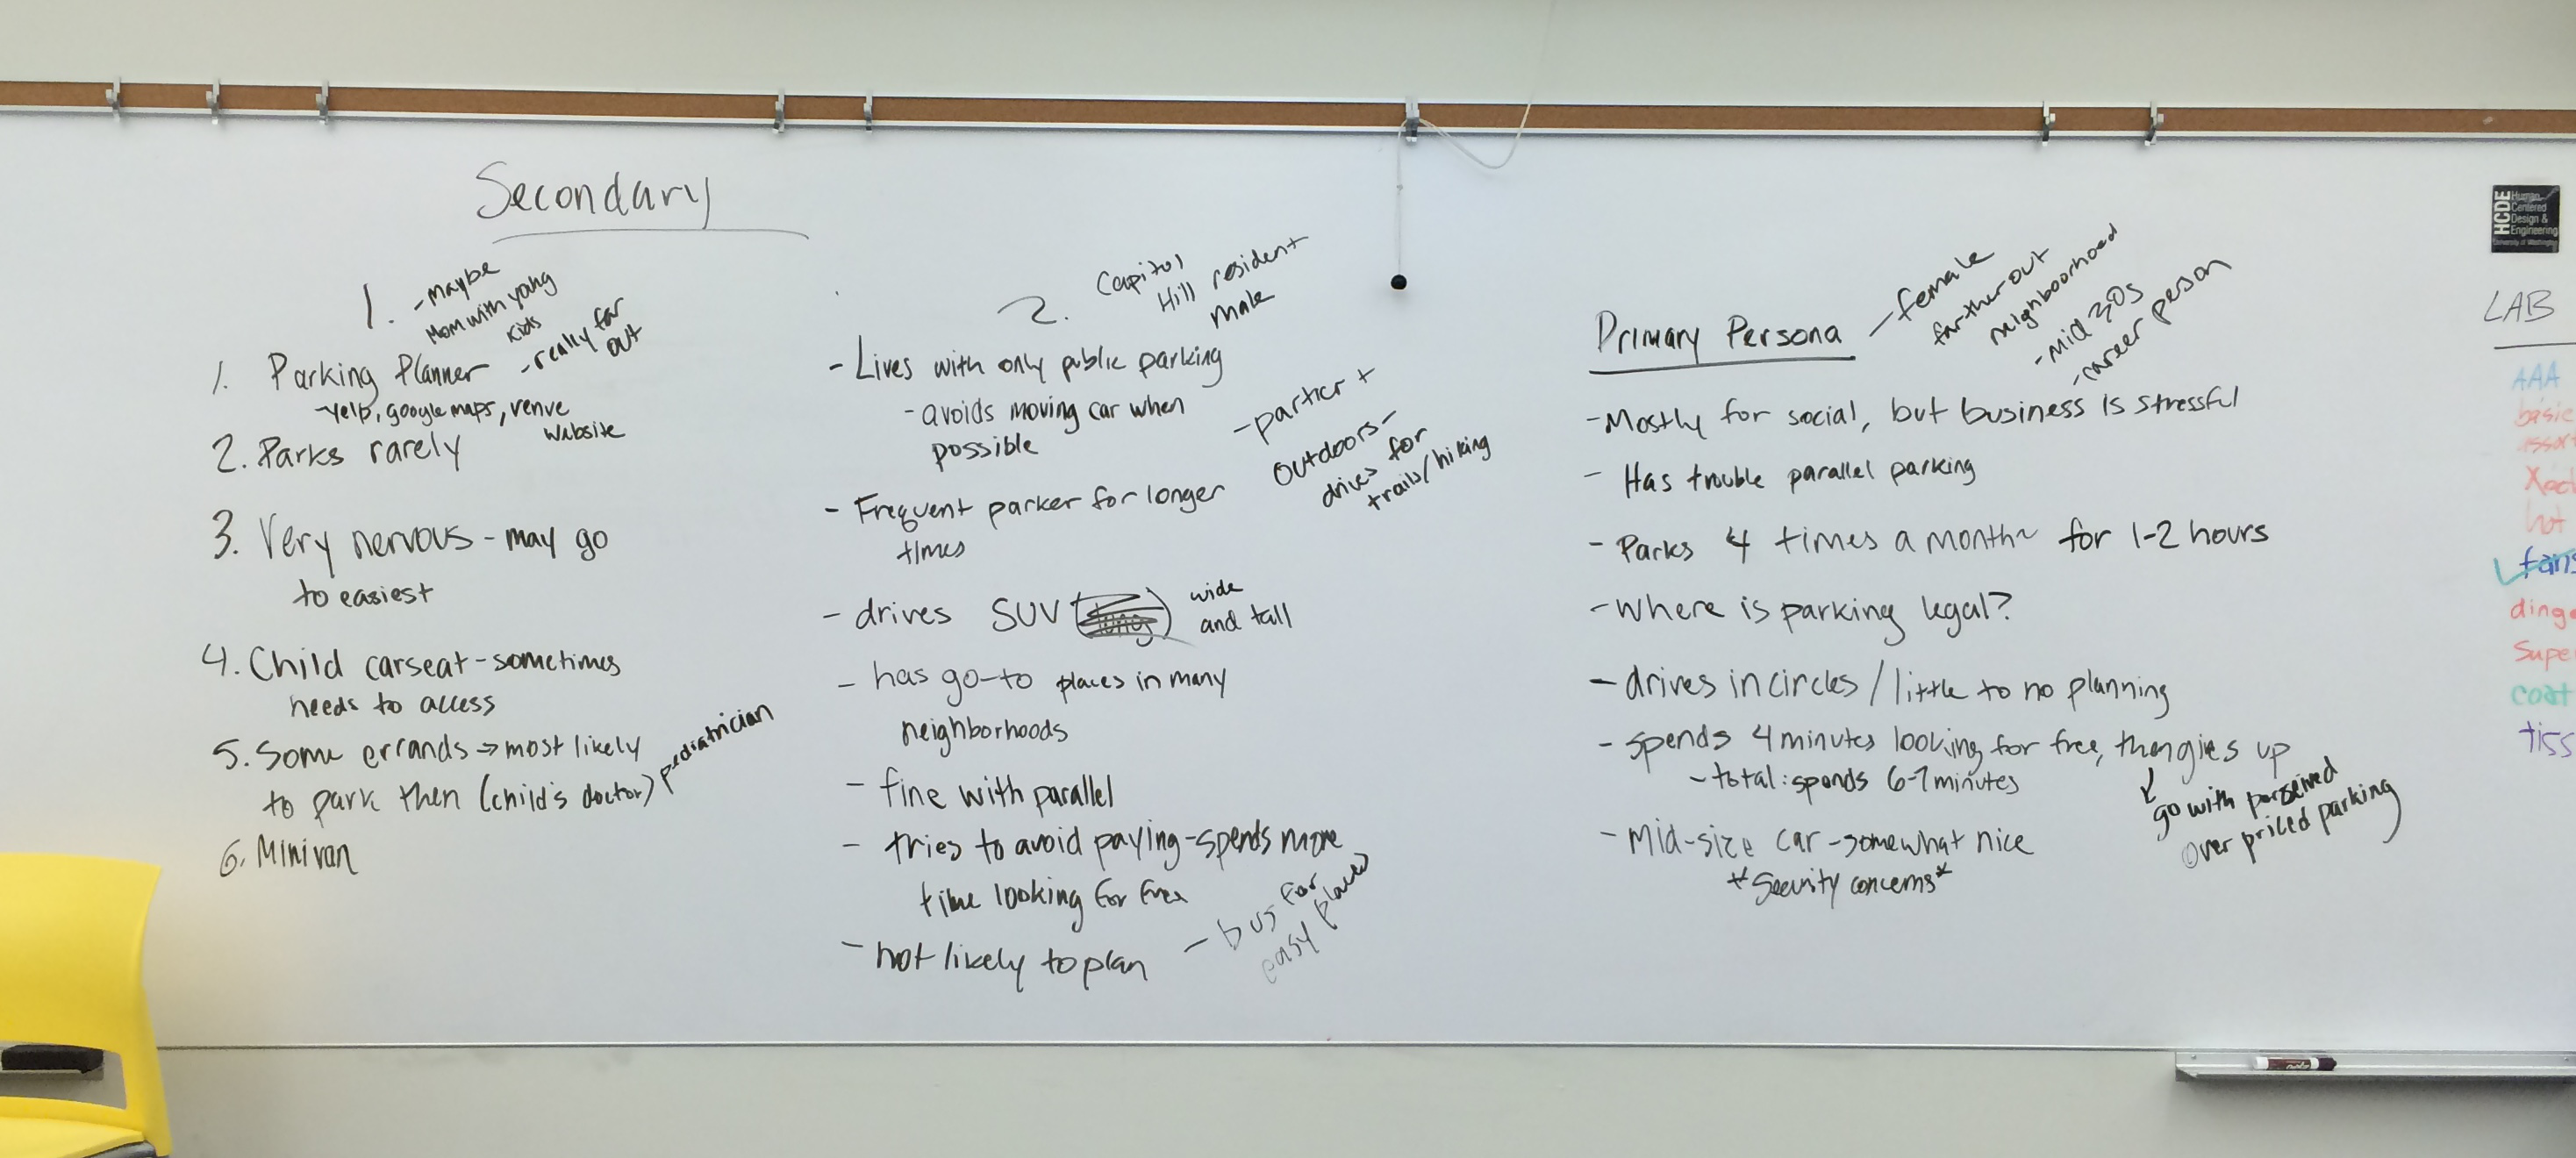 Secondary
1.
-maybe
Mom with young
kids
-really far
out
1. Parking Planner
-yelp, google maps, venue
website
2. Parks rarely
3. Very nervous - may go
to easiest
4. Child carseat - sometimes
needs to access
5. Some errands → most likely
to park then (child's doctor)
pediatrician
6. Minivan
2.
Capitol
Hill resident
male
- Lives with only public parking
- avoids moving car when
possible
- partier +
outdoors -
drives for
trails/hiking
- Frequent parker for longer
times
- drives SUV
wide
and tall
- has go-to places in many
neighborhoods
- fine with parallel
- tries to avoid paying - spends more
time looking for free
- not likely to plan
- bus for
easy places
Primary Persona
- female
farther out
neighboorhood
- mid 30s
- career person
- Mostly for social, but business is stressful
- Has trouble parallel parking
- Parks 4 times a month~ for 1-2 hours
- Where is parking legal?
- drives in circles / little to no planning
- spends 4 minutes looking for free, then gives up
- total: spends 6-7 minutes
go with perseived
over priced parking
- Mid-size car - somewhat nice
*Security concerns*
HCDE
Human
Centered
Design &
Engineering
University of Washington
LAB
AAA
basic
hot
Super
coat
tiss